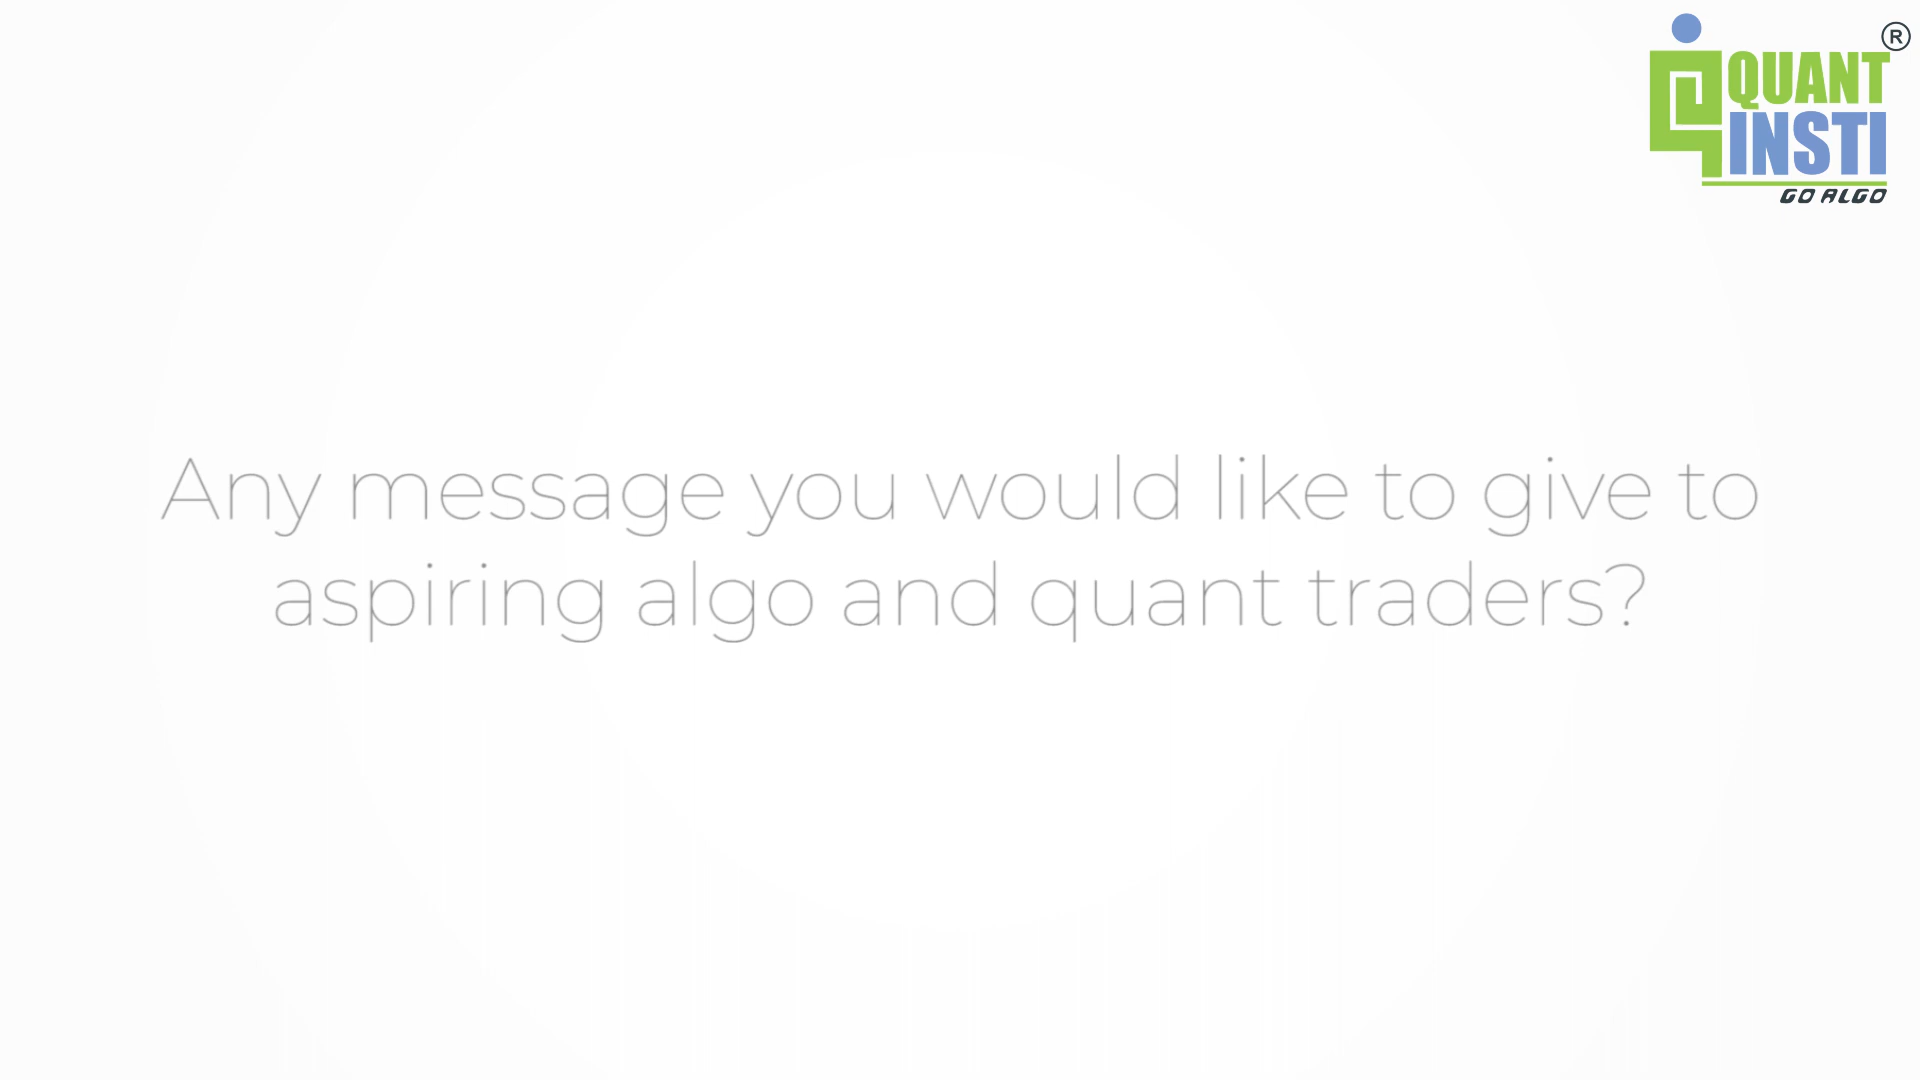 QUANT
INSTI
GO ALGO
®
Any message you would like to give to
aspiring algo and quant traders?